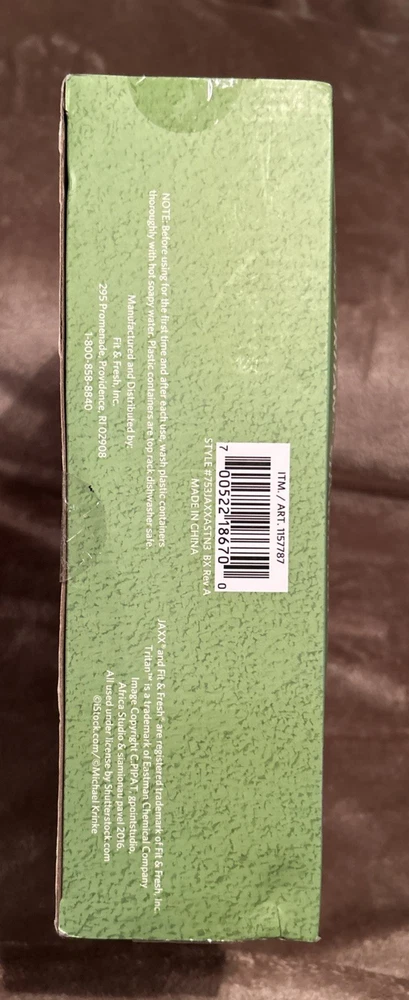 NOTE: Before using for the first time and after each use, wash plastic containers
thoroughly with hot soapy water. Plastic containers are top rack dishwasher safe.
Manufactured and Distributed by:
Fit & Fresh, Inc.
295 Promenade, Providence, RI 02908
1-800-858-8840
ITM. / ART. 1157787
7 00522 18670 0
STYLE #753JAXXASTN3 BX Rev A
MADE IN CHINA
JAXX® and Fit & Fresh® are registered trademark of Fit & Fresh, Inc.
Tritan™ is a trademark of Eastman Chemical Company
Image Copyright C.PIPAT, gpointstudio,
Africa Studio & siamionau pavel 2016.
All used under license by Shutterstock.com
©iStock.com/©Michael Krinke